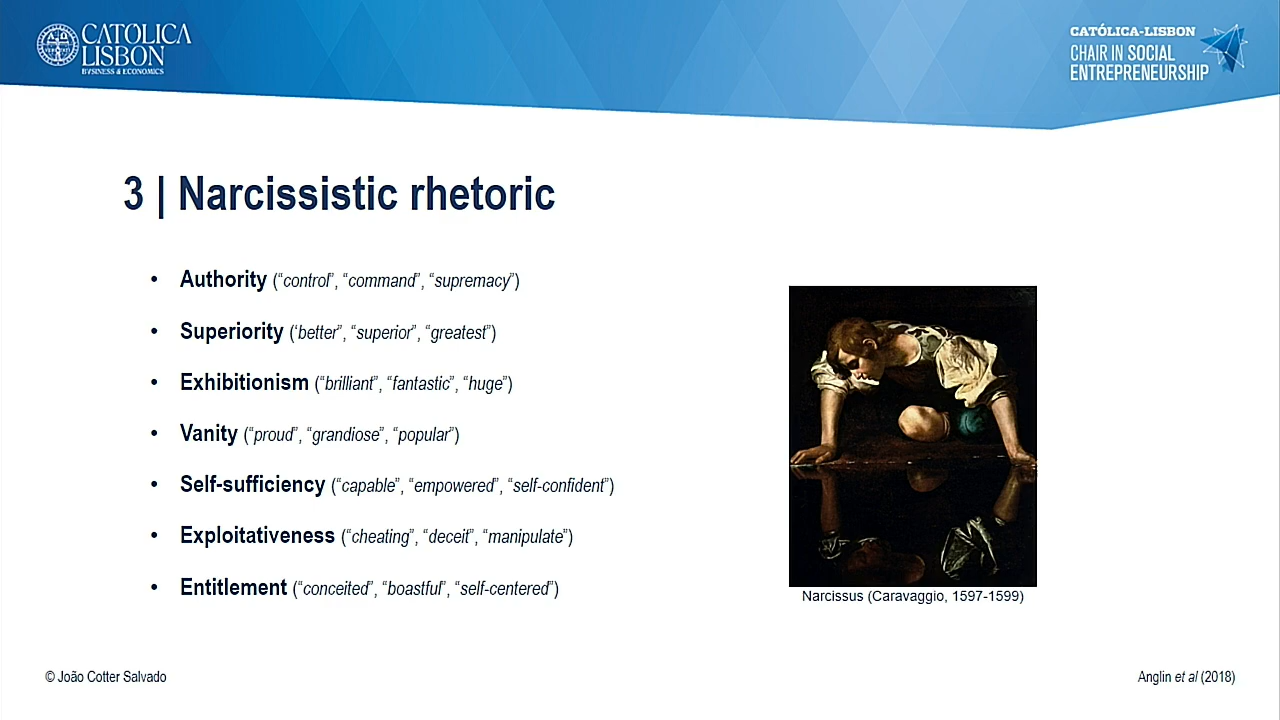 CATÓLICA
LISBON
BUSINESS & ECONOMICS
CATÓLICA-LISBON
CHAIR IN SOCIAL
ENTREPRENEURSHIP
3 | Narcissistic rhetoric
• Authority (“control”, “command”, “supremacy”)
• Superiority (‘better”, “superior”, “greatest”)
• Exhibitionism (“brilliant”, “fantastic”, “huge”)
• Vanity (“proud”, “grandiose”, “popular”)
• Self-sufficiency (“capable”, “empowered”, “self-confident”)
• Exploitativeness (“cheating”, “deceit”, “manipulate”)
• Entitlement (“conceited”, “boastful”, “self-centered”)
Narcissus (Caravaggio, 1597-1599)
© João Cotter Salvado
Anglin et al (2018)